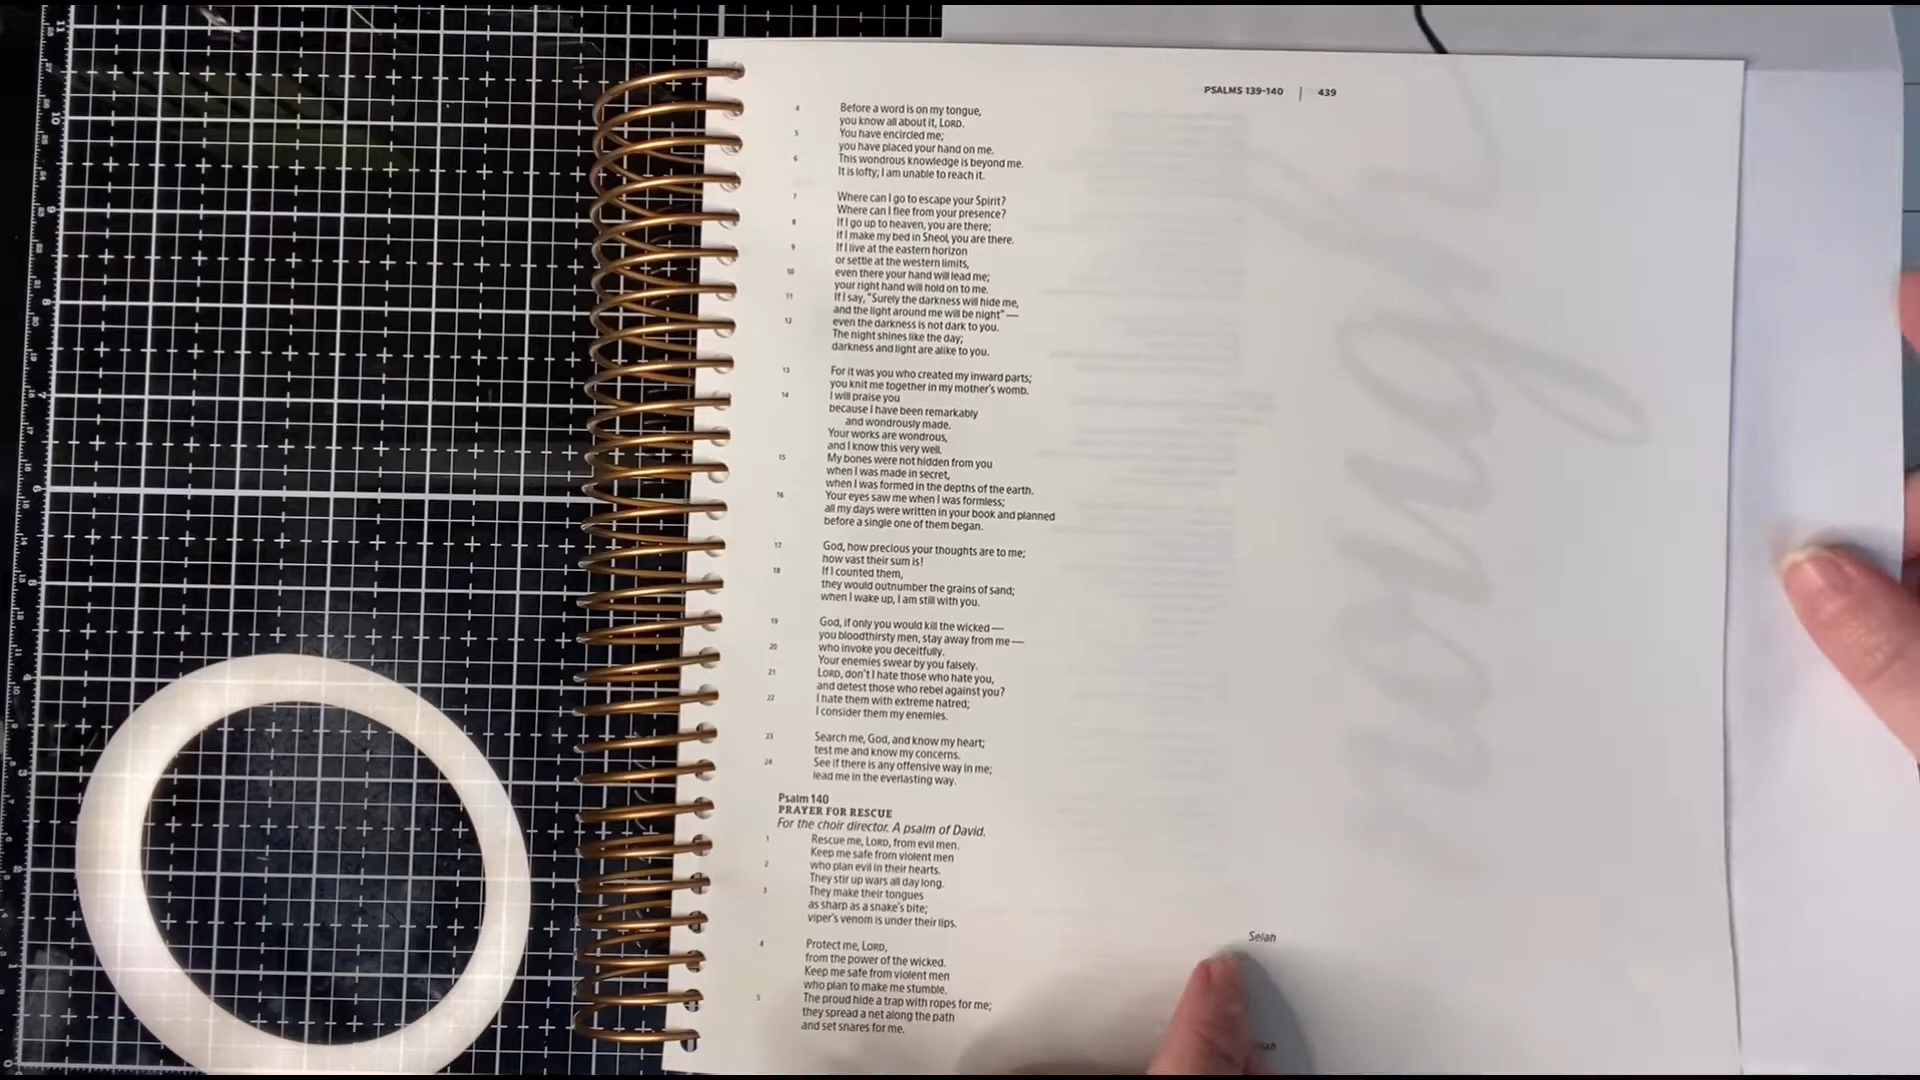 PSALMS 139-140 | 439
4 Before a word is on my tongue,
you know all about it, LORD.
5 You have encircled me;
you have placed your hand on me.
6 This wondrous knowledge is beyond me.
It is lofty; I am unable to reach it.
7 Where can I go to escape your Spirit?
Where can I flee from your presence?
8 If I go up to heaven, you are there;
if I make my bed in Sheol, you are there.
9 If I live at the eastern horizon
or settle at the western limits,
10 even there your hand will lead me;
your right hand will hold on to me.
11 If I say, "Surely the darkness will hide me,
and the light around me will be night" —
12 even the darkness is not dark to you.
The night shines like the day;
darkness and light are alike to you.
13 For it was you who created my inward parts;
you knit me together in my mother's womb.
14 I will praise you
because I have been remarkably
and wondrously made.
Your works are wondrous,
and I know this very well.
15 My bones were not hidden from you
when I was made in secret,
when I was formed in the depths of the earth.
16 Your eyes saw me when I was formless;
all my days were written in your book and planned
before a single one of them began.
17 God, how precious your thoughts are to me;
how vast their sum is!
18 If I counted them,
they would outnumber the grains of sand;
when I wake up, I am still with you.
19 God, if only you would kill the wicked —
you bloodthirsty men, stay away from me —
20 who invoke you deceitfully.
Your enemies swear by you falsely.
21 LORD, don't I hate those who hate you,
and detest those who rebel against you?
22 I hate them with extreme hatred;
I consider them my enemies.
23 Search me, God, and know my heart;
test me and know my concerns.
24 See if there is any offensive way in me;
lead me in the everlasting way.
Psalm 140
PRAYER FOR RESCUE
For the choir director. A psalm of David.
1 Rescue me, LORD, from evil men.
Keep me safe from violent men
2 who plan evil in their hearts.
They stir up wars all day long.
3 They make their tongues
as sharp as a snake's bite;
viper's venom is under their lips.
Selah
4 Protect me, LORD,
from the power of the wicked.
Keep me safe from violent men
who plan to make me stumble.
5 The proud hide a trap with ropes for me;
they spread a net along the path
and set snares for me.